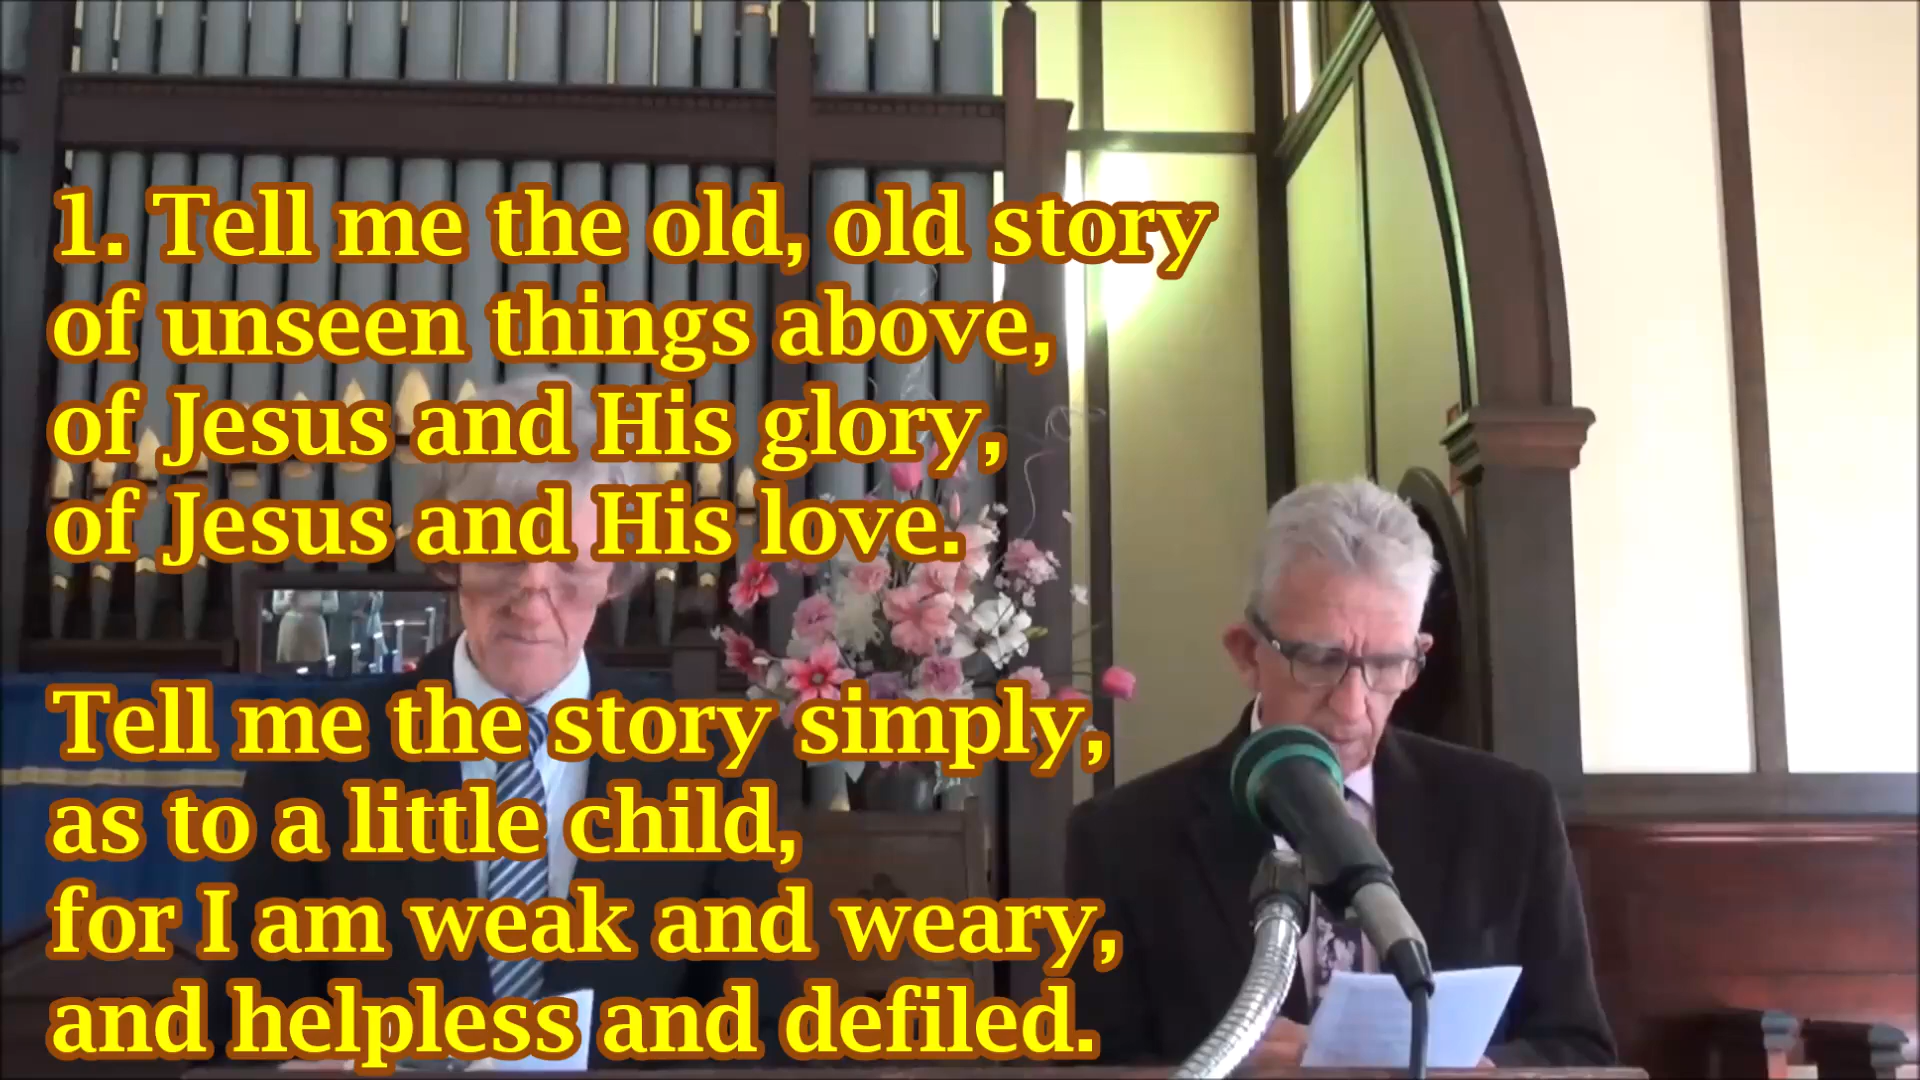 1. Tell me the old, old story
of unseen things above,
of Jesus and His glory,
of Jesus and His love.
Tell me the story simply,
as to a little child,
for I am weak and weary,
and helpless and defiled.